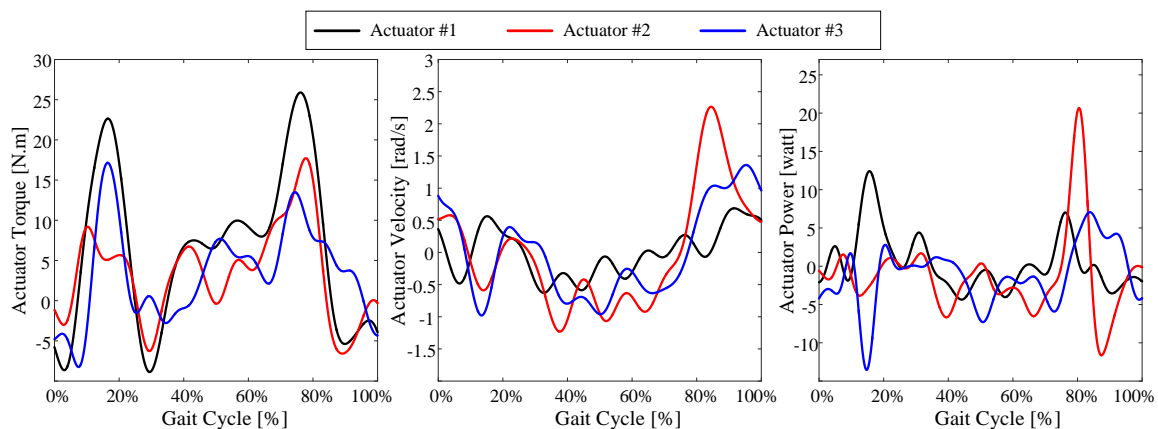 Actuator #1 Actuator #2 Actuator #3
Actuator Torque [N.m]
30
25
20
15
10
5
0
-5
0% 20% 40% 60% 80% 100%
Gait Cycle [%]
Actuator Velocity [rad/s]
3
2.5
2
1.5
1
0.5
0
-0.5
-1
-1.5
0% 20% 40% 60% 80% 100%
Gait Cycle [%]
Actuator Power [watt]
25
20
15
10
5
0
-5
-10
0% 20% 40% 60% 80% 100%
Gait Cycle [%]